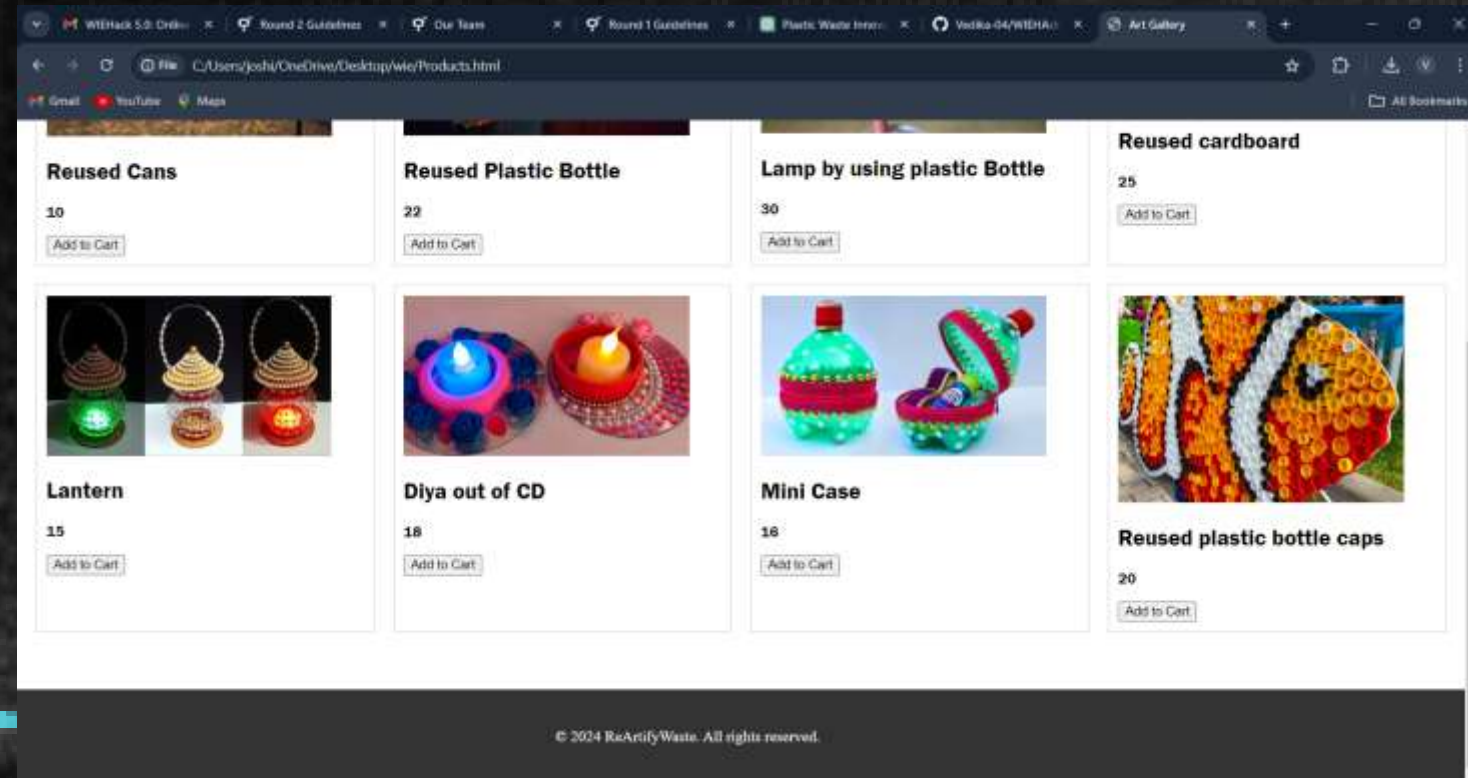 WIEHack 5.0: Onlin
Round 2 Guidelines
Our Team
Round 1 Guidelines
Plastic Waste Innov
Vedika-04/WIEHA
Art Gallery
File
C:/Users/joshi/OneDrive/Desktop/wie/Products.html
Gmail
YouTube
Maps
All Bookmarks
Reused Cans
10
Add to Cart
Reused Plastic Bottle
22
Add to Cart
Lamp by using plastic Bottle
30
Add to Cart
Reused cardboard
25
Add to Cart
Lantern
15
Add to Cart
Diya out of CD
18
Add to Cart
Mini Case
16
Add to Cart
Reused plastic bottle caps
20
Add to Cart
© 2024 ReArtifyWaste. All rights reserved.